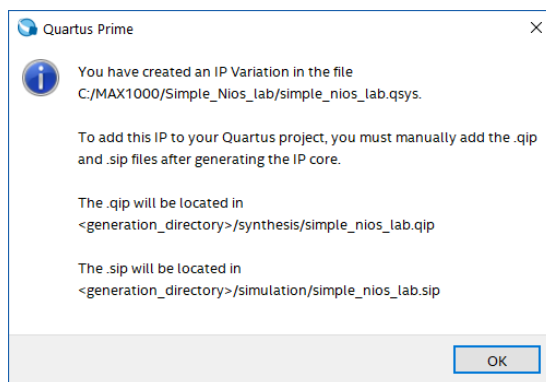 Quartus Prime
You have created an IP Variation in the file
C:/MAX1000/Simple_Nios_lab/simple_nios_lab.qsys.
To add this IP to your Quartus project, you must manually add the .qip
and .sip files after generating the IP core.
The .qip will be located in
<generation_directory>/synthesis/simple_nios_lab.qip
The .sip will be located in
<generation_directory>/simulation/simple_nios_lab.sip
OK